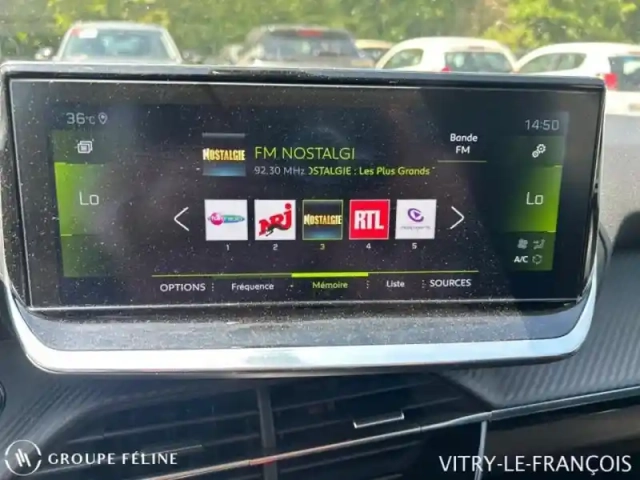 36°C 14:50
NOSTALGIE FM NOSTALGI Bande
FM
92.30 MHz OSTALGIE : Les Plus Grands
Lo Lo
NRJ NOSTALGIE RTL
1 2 3 4 5
A/C
OPTIONS Fréquence Mémoire Liste SOURCES
GROUPE FÉLINE VITRY-LE-FRANÇOIS